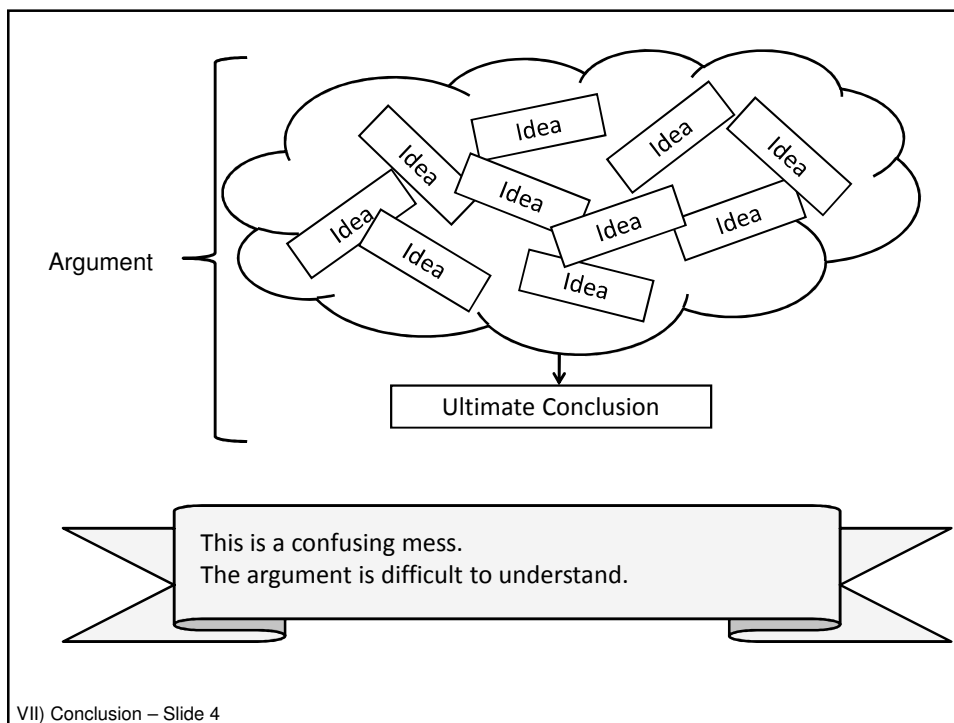 Idea
Idea
Idea
Idea
Idea
Idea
Idea
Idea
Idea
Idea
Argument
Ultimate Conclusion
This is a confusing mess.
The argument is difficult to understand.
VII) Conclusion – Slide 4